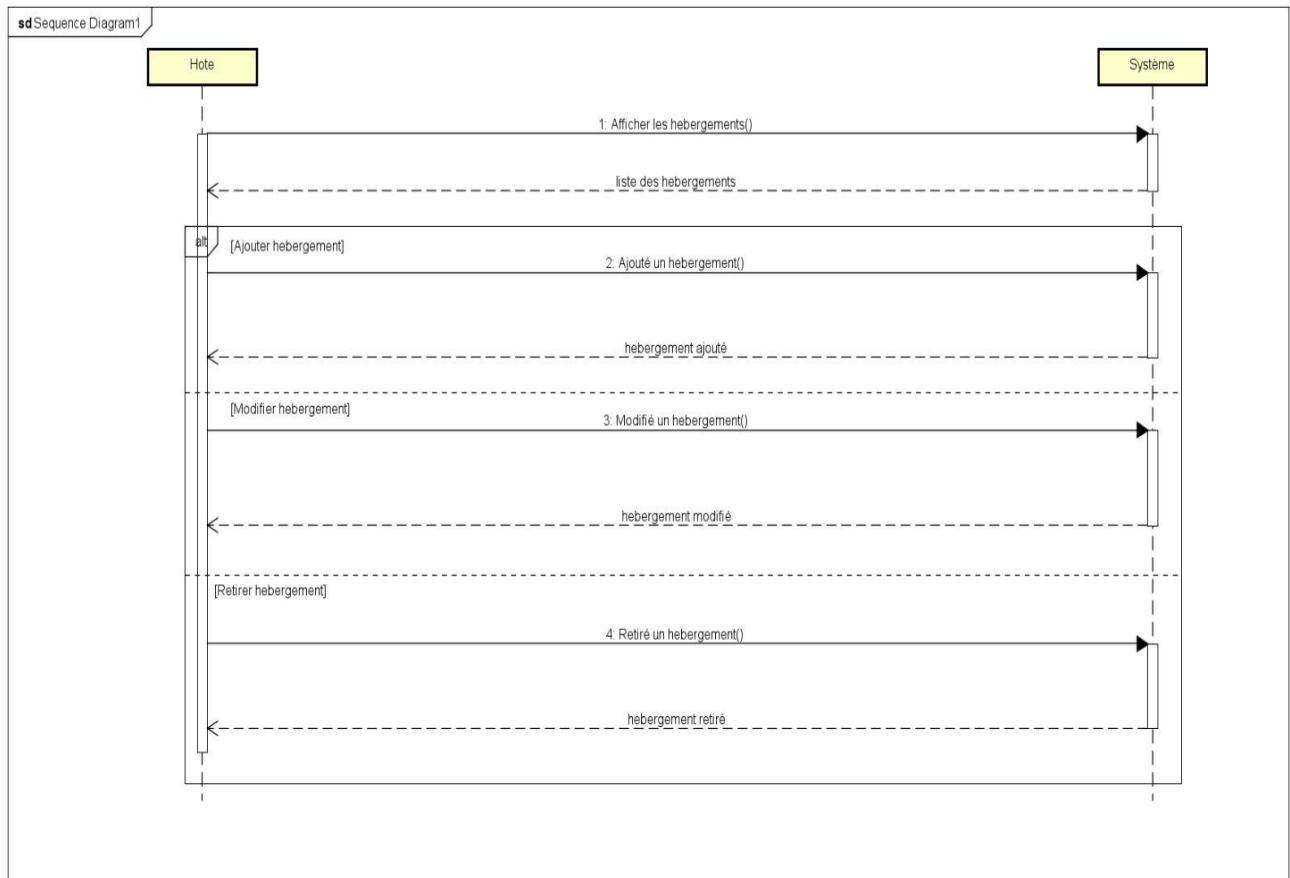 sd Sequence Diagram1
Hote
Système
1: Afficher les hebergements()
liste des hebergements
alt
[Ajouter hebergement]
2: Ajouté un hebergement()
hebergement ajouté
[Modifier hebergement]
3: Modifié un hebergement()
hebergement modifié
[Retirer hebergement]
4: Retiré un hebergement()
hebergement retiré